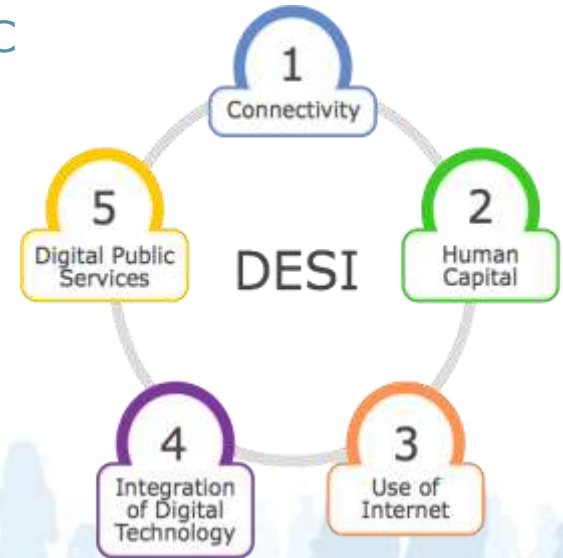 C
1
Connectivity
2
Human
Capital
3
Use of
Internet
4
Integration
of Digital
Technology
5
Digital Public
Services
DESI